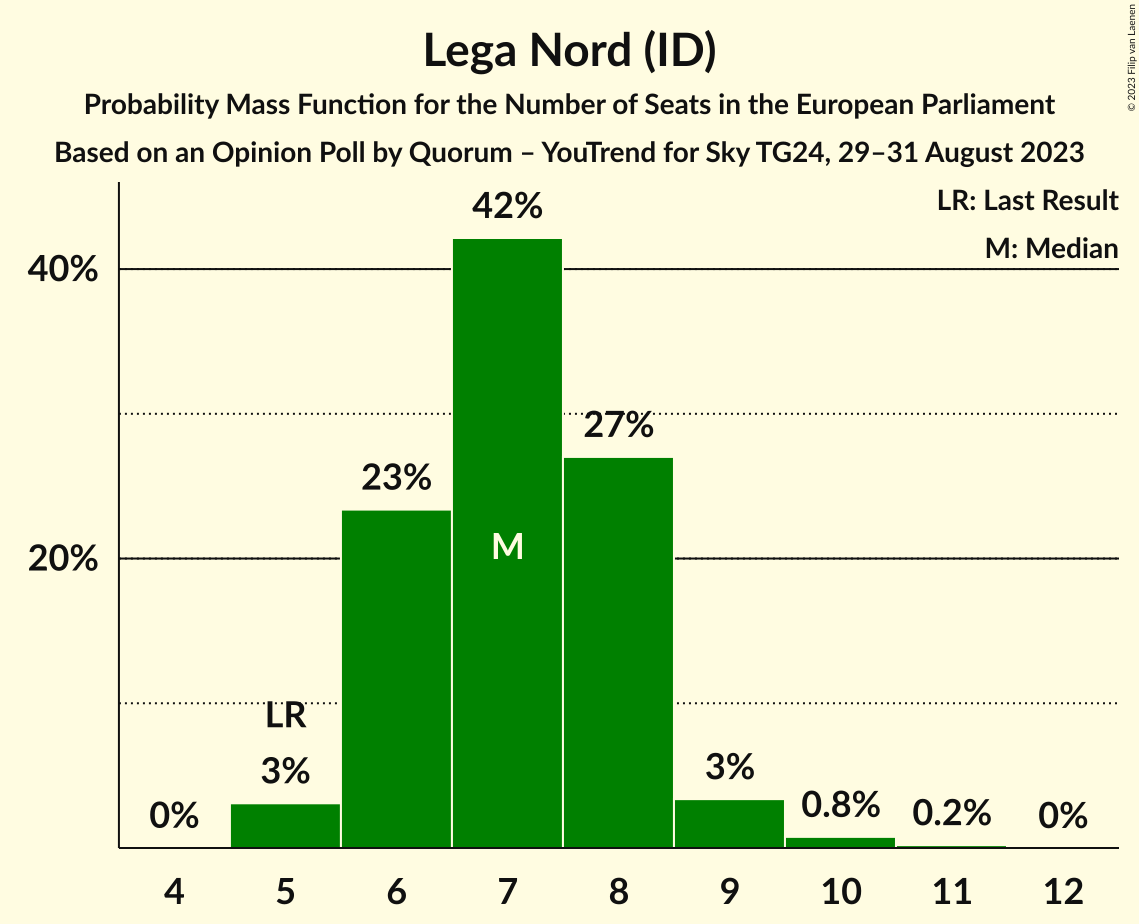 Lega Nord (ID)
Probability Mass Function for the Number of Seats in the European Parliament
Based on an Opinion Poll by Quorum – YouTrend for Sky TG24, 29–31 August 2023
© 2023 Filip van Laenen
LR: Last Result
M: Median
42%
40%
27%
23%
M
20%
LR
3%
3%
0%
0.8%
0.2%
0%
4 5 6 7 8 9 10 11 12